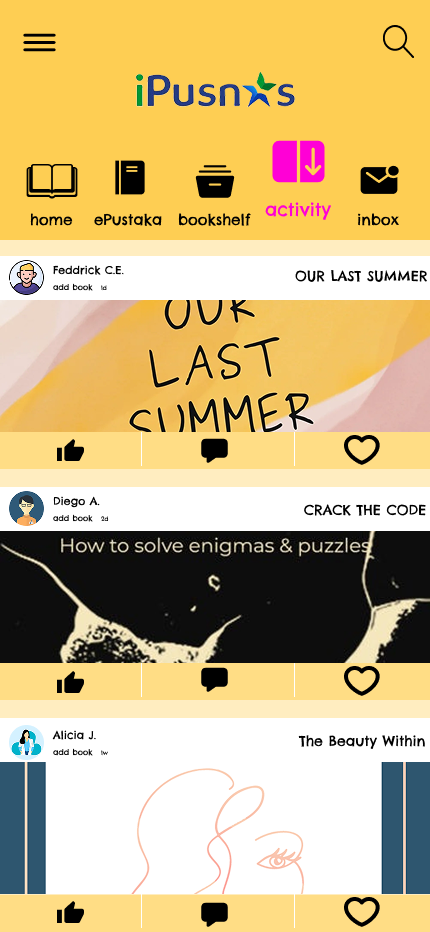 iPusnas
home ePustaka bookshelf activity inbox
Feddrick C.E.
add book 1d
OUR LAST SUMMER
OUR
LAST
SUMMER
Diego A.
add book 2d
CRACK THE CODE
How to solve enigmas & puzzles
Alicia J.
add book 1w
The Beauty Within